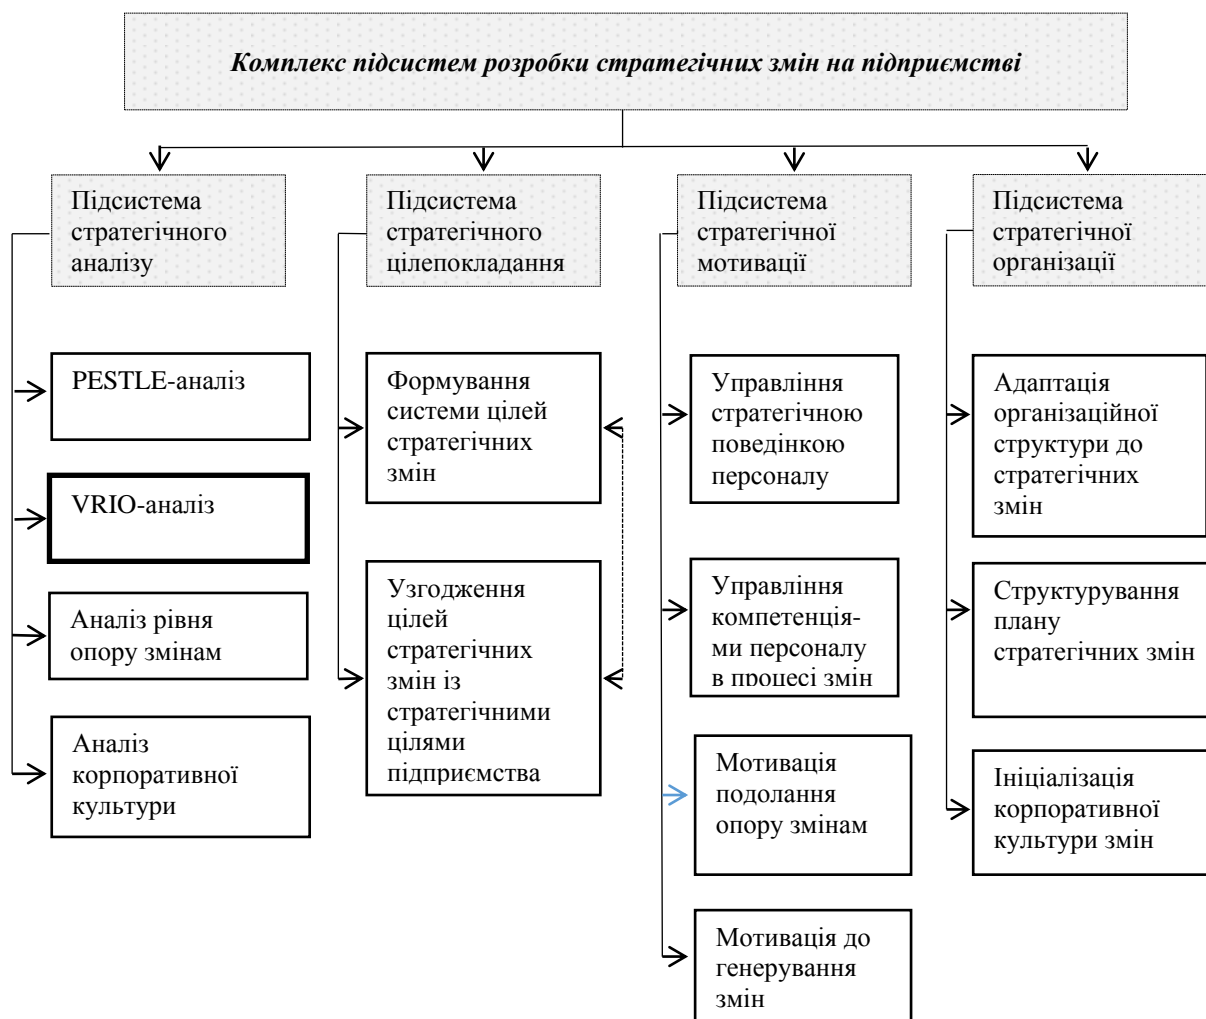 Комплекс підсистем розробки стратегічних змін на підприємстві
Підсистема
стратегічного
аналізу
PESTLE-аналіз
VRIO-аналіз
Аналіз рівня
опору змінам
Аналіз
корпоративної
культури
Підсистема
стратегічного
цілепокладання
Формування
системи цілей
стратегічних
змін
Узгодження
цілей
стратегічних
змін із
стратегічними
цілями
підприємства
Підсистема
стратегічної
мотивації
Управління
стратегічною
поведінкою
персоналу
Управління
компетенція-
ми персоналу
в процесі змін
Мотивація
подолання
опору змінам
Мотивація до
генерування
змін
Підсистема
стратегічної
організації
Адаптація
організаційної
структури до
стратегічних
змін
Структурування
плану
стратегічних змін
Ініціалізація
корпоративної
культури змін